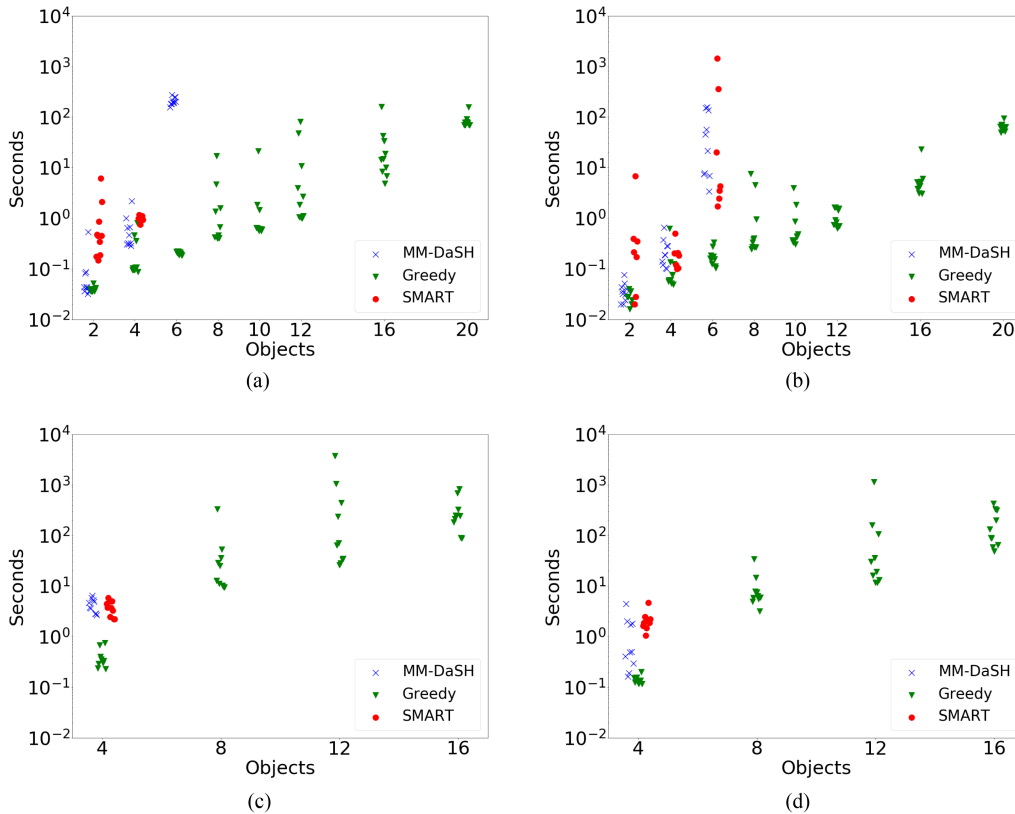 10^4
10^3
10^2
10^1
10^0
10^-1
10^-2
Seconds
2 4 6 8 10 12 16 20
Objects
MM-DaSH
Greedy
SMART
(a)
10^4
10^3
10^2
10^1
10^0
10^-1
10^-2
Seconds
2 4 6 8 10 12 16 20
Objects
MM-DaSH
Greedy
SMART
(b)
10^4
10^3
10^2
10^1
10^0
10^-1
10^-2
Seconds
4 8 12 16
Objects
MM-DaSH
Greedy
SMART
(c)
10^4
10^3
10^2
10^1
10^0
10^-1
10^-2
Seconds
4 8 12 16
Objects
MM-DaSH
Greedy
SMART
(d)